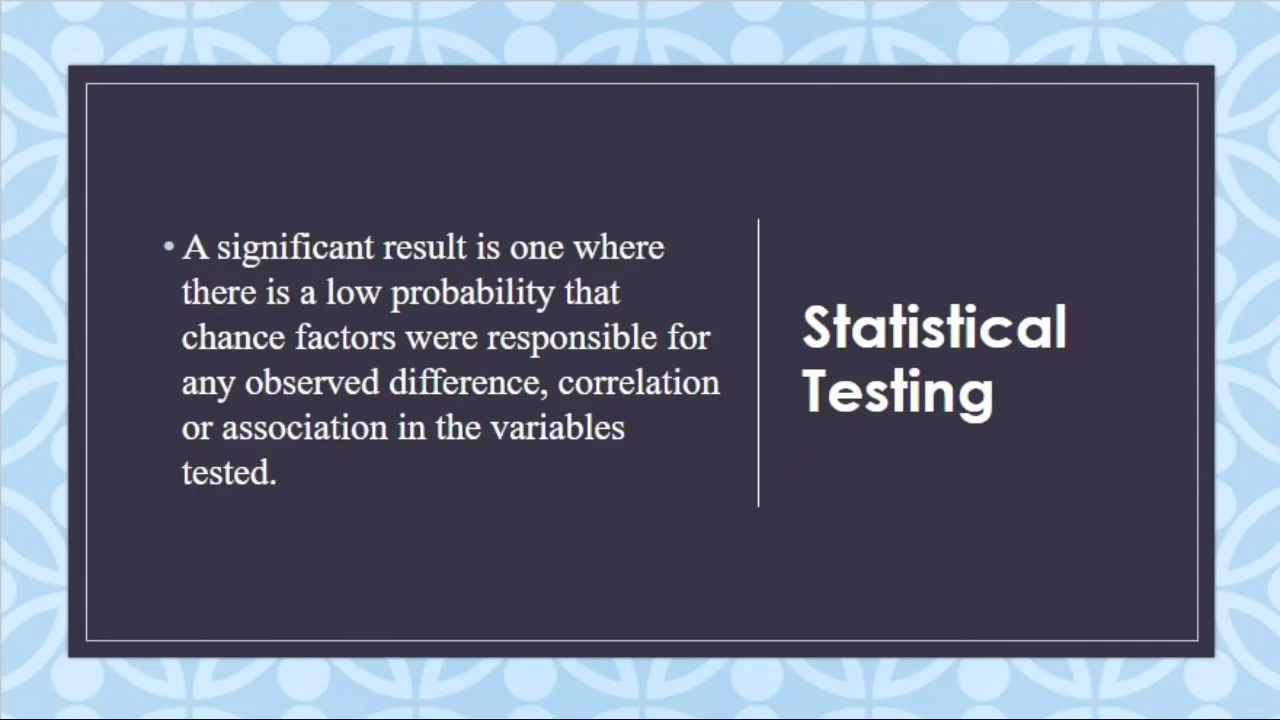 • A significant result is one where
there is a low probability that
chance factors were responsible for
any observed difference, correlation
or association in the variables
tested.
Statistical
Testing